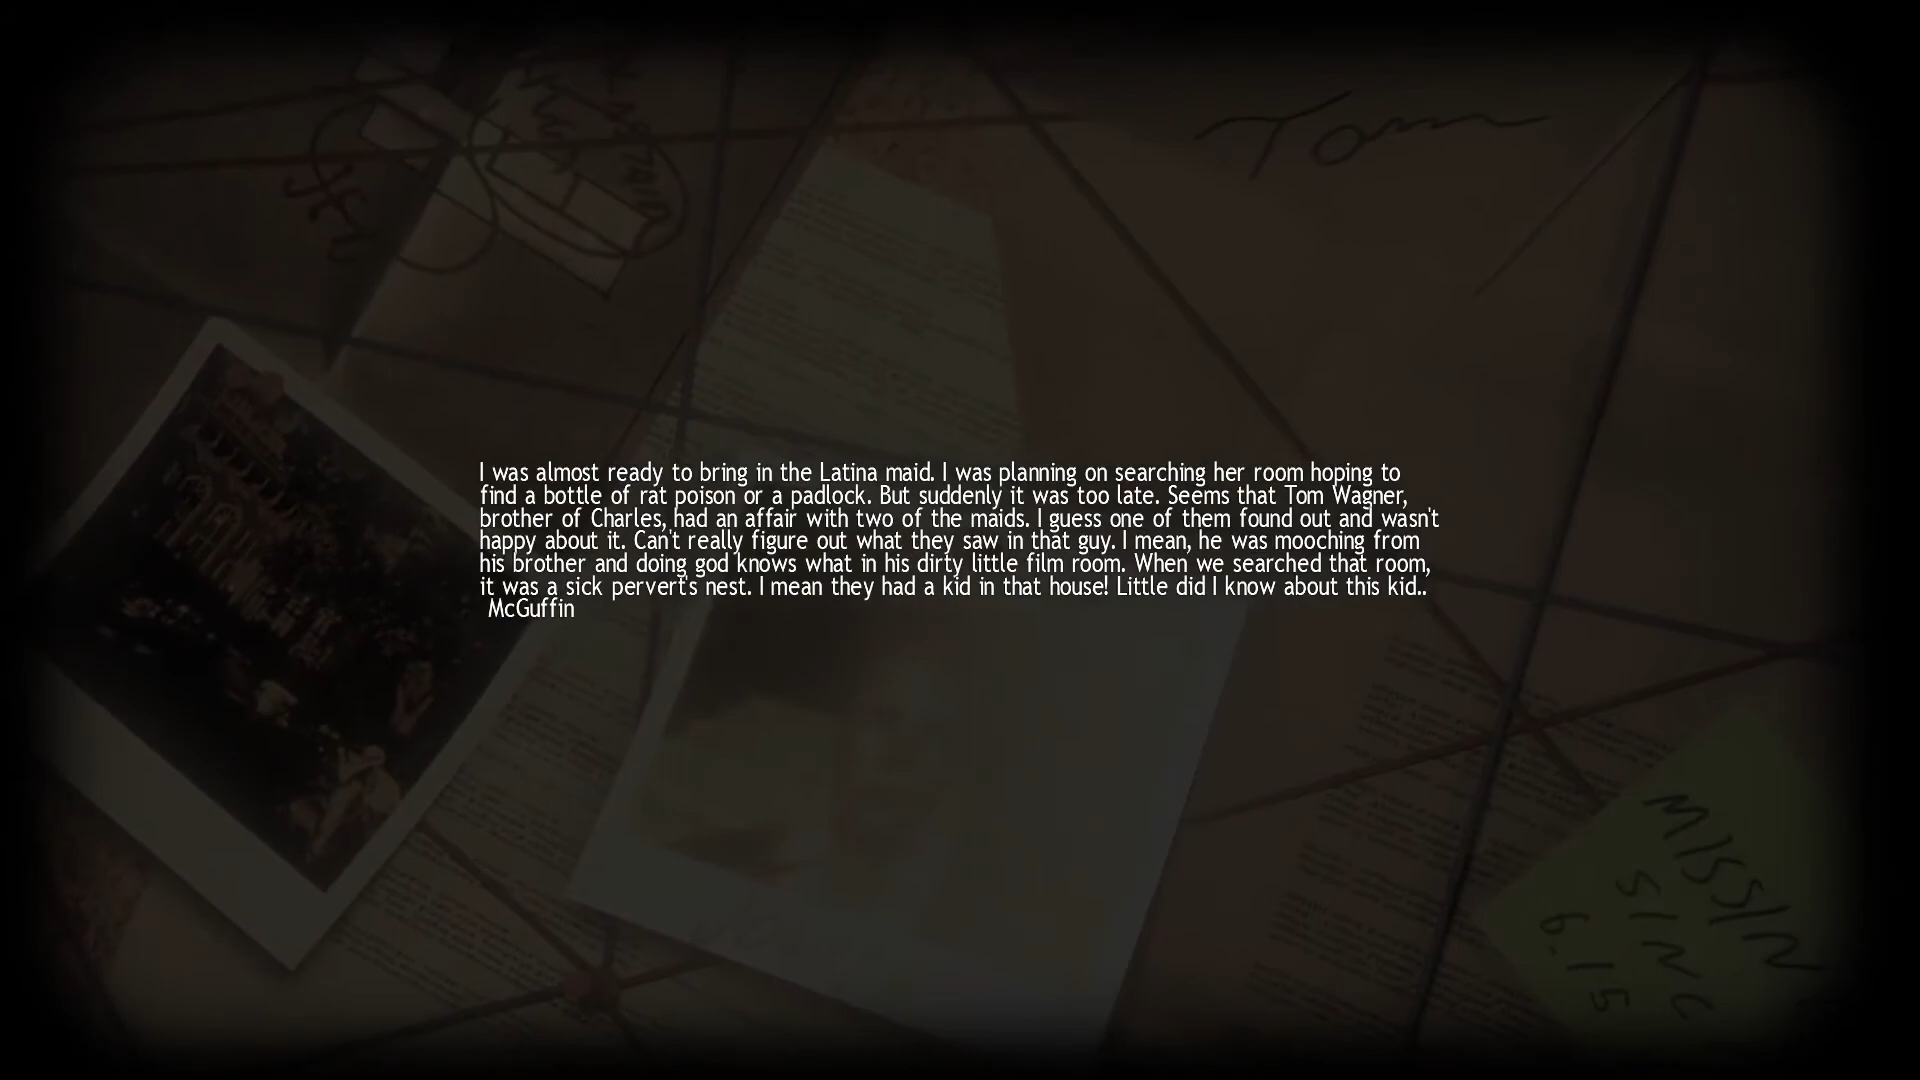 Tom
I was almost ready to bring in the Latina maid. I was planning on searching her room hoping to
find a bottle of rat poison or a padlock. But suddenly it was too late. Seems that Tom Wagner,
brother of Charles, had an affair with two of the maids. I guess one of them found out and wasn't
happy about it. Can't really figure out what they saw in that guy. I mean, he was mooching from
his brother and doing god knows what in his dirty little film room. When we searched that room,
it was a sick pervert's nest. I mean they had a kid in that house! Little did I know about this kid..
McGuffin
MISSIN
SINC
6.15